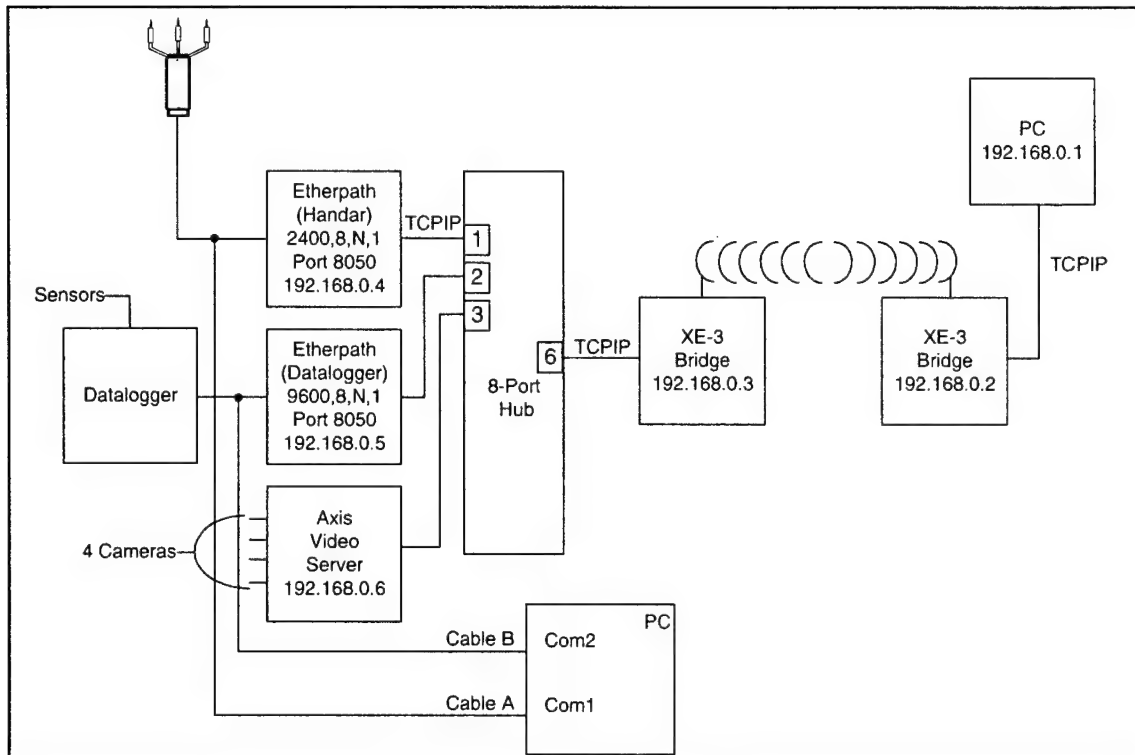 Etherpath
(Handar)
2400,8,N,1
Port 8050
192.168.0.4
TCPIP
1
2
3
6
8-Port
Hub
TCPIP
XE-3
Bridge
192.168.0.3
XE-3
Bridge
192.168.0.2
TCPIP
PC
192.168.0.1
Sensors
Datalogger
Etherpath
(Datalogger)
9600,8,N,1
Port 8050
192.168.0.5
4 Cameras
Axis
Video
Server
192.168.0.6
Cable B
Com2
PC
Cable A
Com1